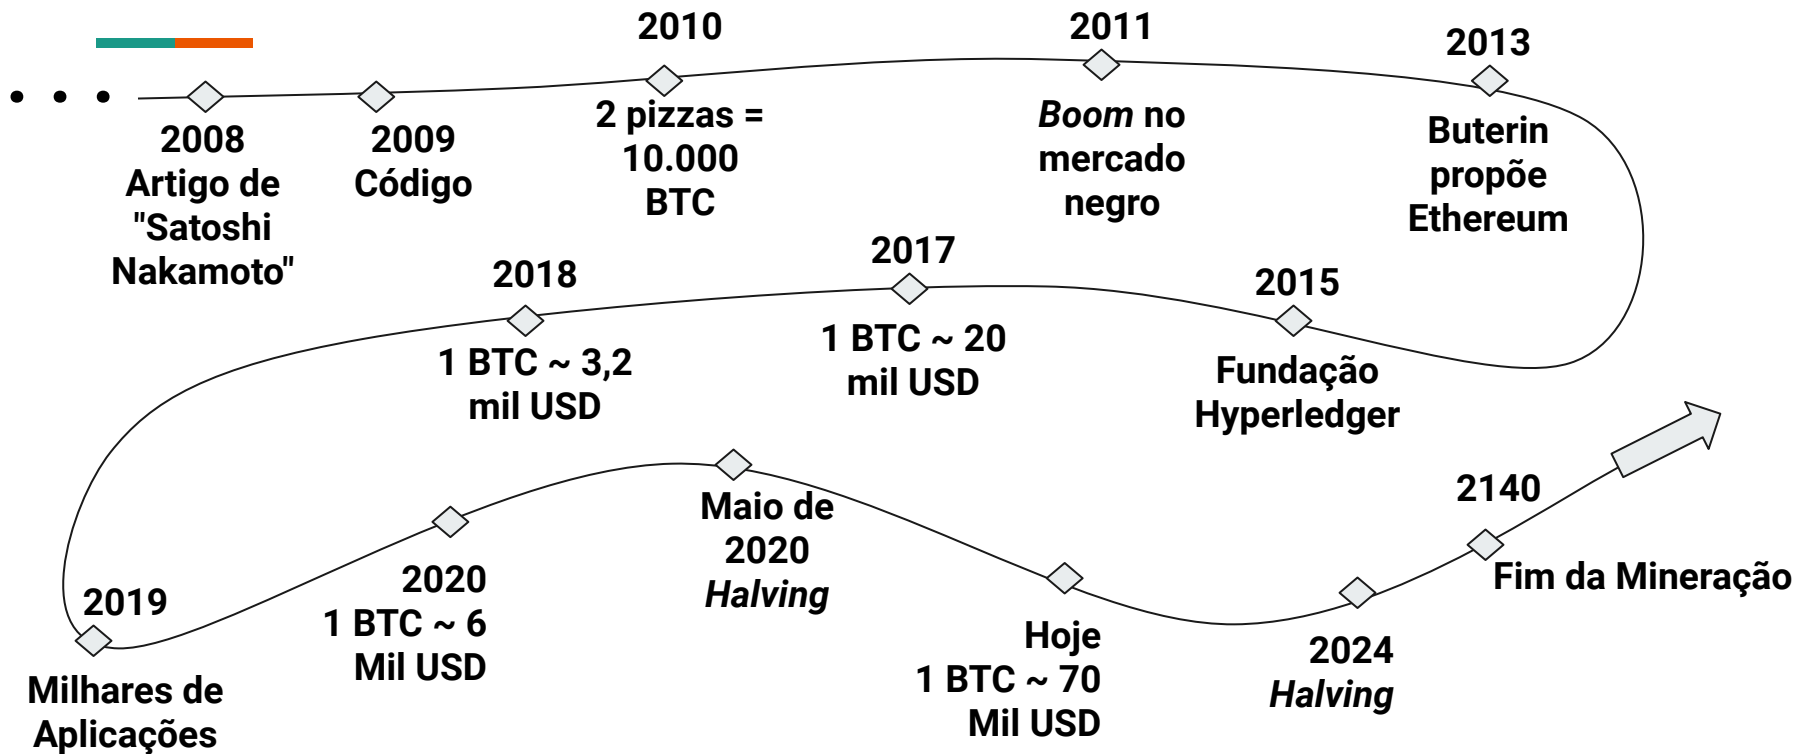 2008
Artigo de
"Satoshi
Nakamoto"
2009
Código
2010
2 pizzas =
10.000
BTC
2011
Boom no
mercado
negro
2013
Buterin
propõe
Ethereum
2015
Fundação
Hyperledger
2017
1 BTC ~ 20
mil USD
2018
1 BTC ~ 3,2
mil USD
2019
Milhares de
Aplicações
2020
1 BTC ~ 6
Mil USD
Maio de
2020
Halving
Hoje
1 BTC ~ 70
Mil USD
2024
Halving
2140
Fim da Mineração